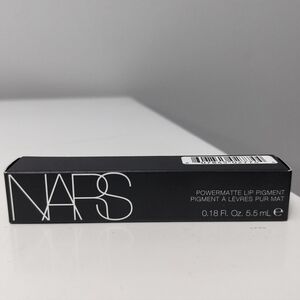 NARS
POWERMATTE LIP PIGMENT
PIGMENT À LÈVRES PUR MAT
0.18 Fl. Oz. 5.5 mL ℮